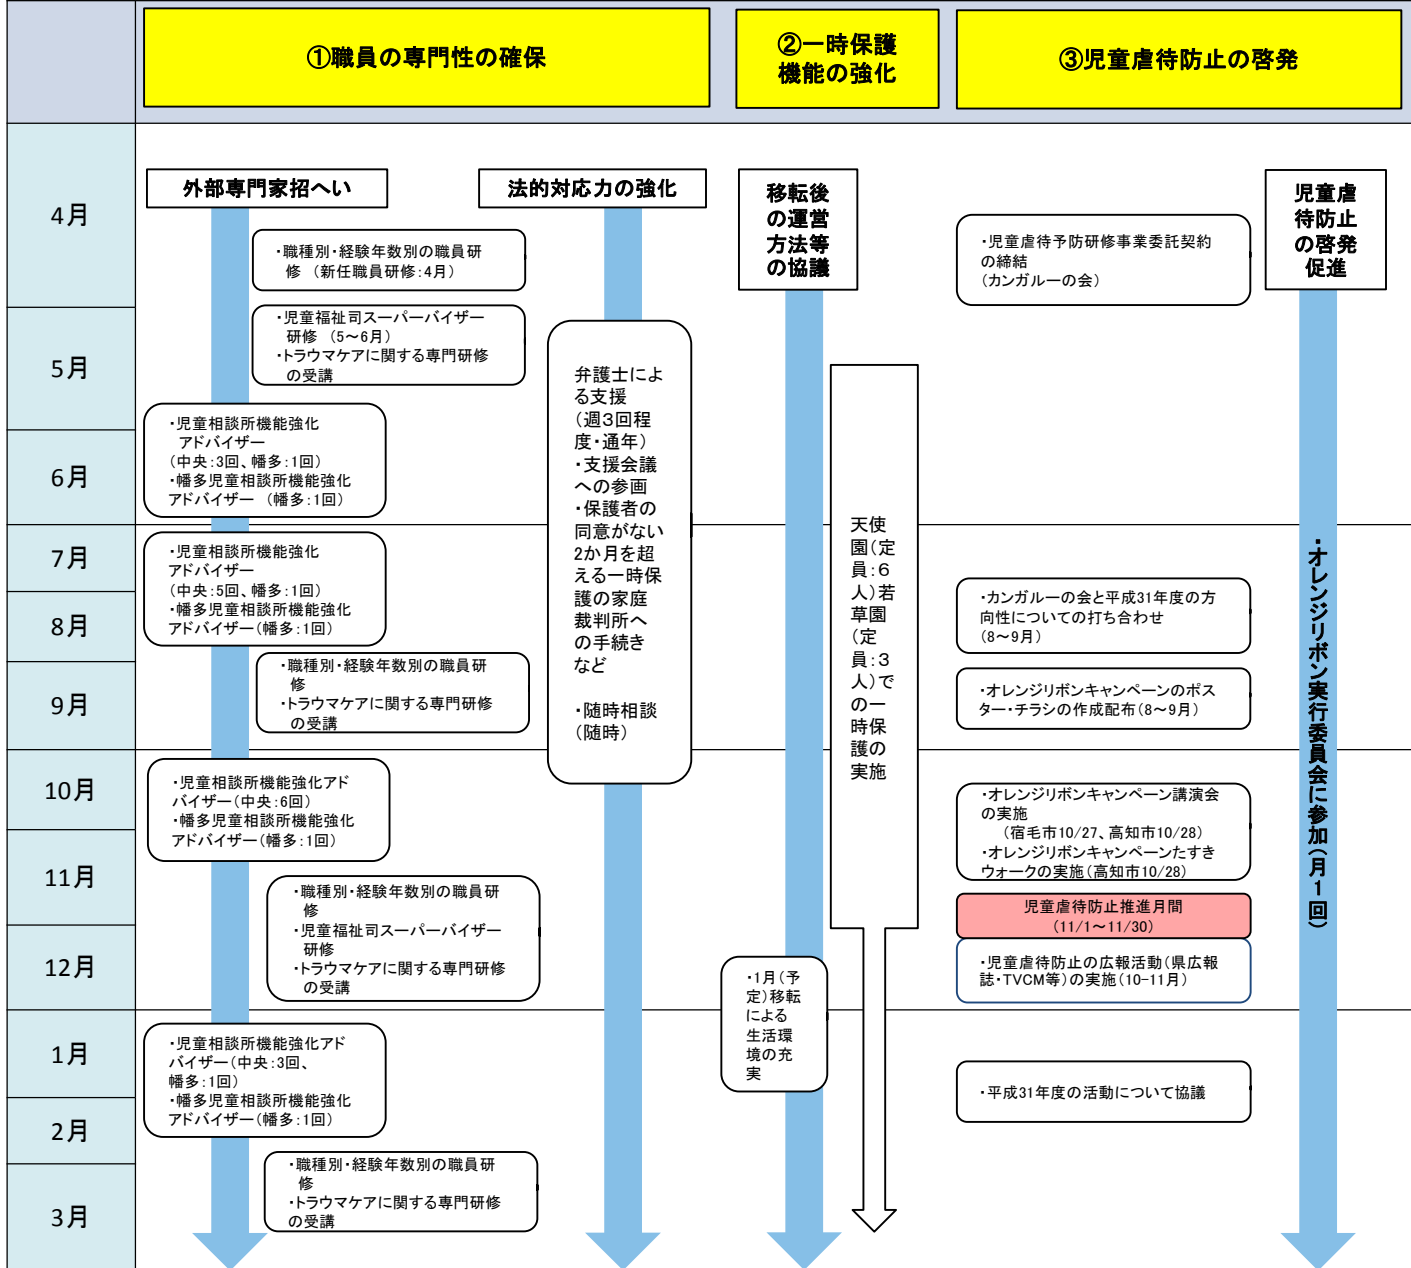 ①職員の専門性の確保
②一時保護
機能の強化
③児童虐待防止の啓発
4月
5月
6月
7月
8月
9月
10月
11月
12月
1月
2月
3月
外部専門家招へい
・職種別・経験年数別の職員研
修 （新任職員研修：4月）
・児童福祉司スーパーバイザー
研修 （5～6月）
・トラウマケアに関する専門研修
の受講
・児童相談所機能強化
アドバイザー
（中央：3回、幡多：1回）
・幡多児童相談所機能強化
アドバイザー （幡多：1回）
・児童相談所機能強化
アドバイザー
（中央：5回、幡多：1回）
・幡多児童相談所機能強化
アドバイザー（幡多：1回）
・職種別・経験年数別の職員研
修
・トラウマケアに関する専門研修
の受講
・児童相談所機能強化アド
バイザー（中央：6回）
・幡多児童相談所機能強化
アドバイザー（幡多：1回）
・職種別・経験年数別の職員研
修
・児童福祉司スーパーバイザー
研修
・トラウマケアに関する専門研修
の受講
・児童相談所機能強化アド
バイザー（中央：3回、
幡多：1回）
・幡多児童相談所機能強化
アドバイザー（幡多：1回）
・職種別・経験年数別の職員研
修
・トラウマケアに関する専門研修
の受講
法的対応力の強化
弁護士によ
る支援
（週３回程
度・通年）
・支援会議
への参画
・保護者の
同意がない
2か月を超
える一時保
護の家庭
裁判所へ
の手続き
など
・随時相談
（随時）
移転後
の運営
方法等
の協議
天使
園（定
員：６
人）若
草園
（定
員：３
人）で
の一
時保
護の
実施
・1月（予
定）移転
による
生活環
境の充
実
・児童虐待予防研修事業委託契約
の締結
（カンガルーの会）
・カンガルーの会と平成31年度の方
向性についての打ち合わせ
（8～9月）
・オレンジリボンキャンペーンのポス
ター・チラシの作成配布（8～9月）
・オレンジリボンキャンペーン講演会
の実施
（宿毛市10/27、高知市10/28）
・オレンジリボンキャンペーンたすき
ウォークの実施（高知市10/28）
児童虐待防止推進月間
（11/1～11/30）
・児童虐待防止の広報活動（県広報
誌・TVCM等）の実施（10-11月）
・平成31年度の活動について協議
児童虐
待防止
の啓発
促進
・オレンジリボン実行委員会に参加（月１回）